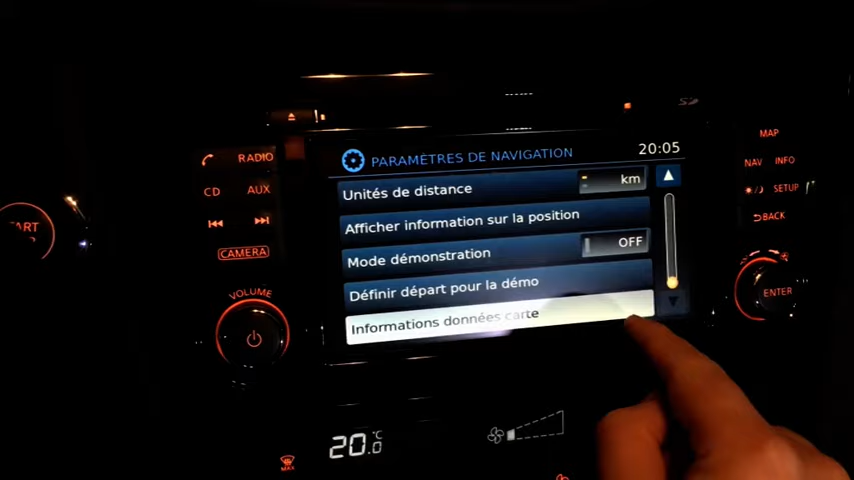 PARAMÈTRES DE NAVIGATION 20:05
Unités de distance km
Afficher information sur la position
Mode démonstration OFF
Définir départ pour la démo
Informations données carte
RADIO
CD AUX
CAMERA
VOLUME
START
MAP
NAV INFO
SETUP
BACK
ENTER
20.0 °C
MAX